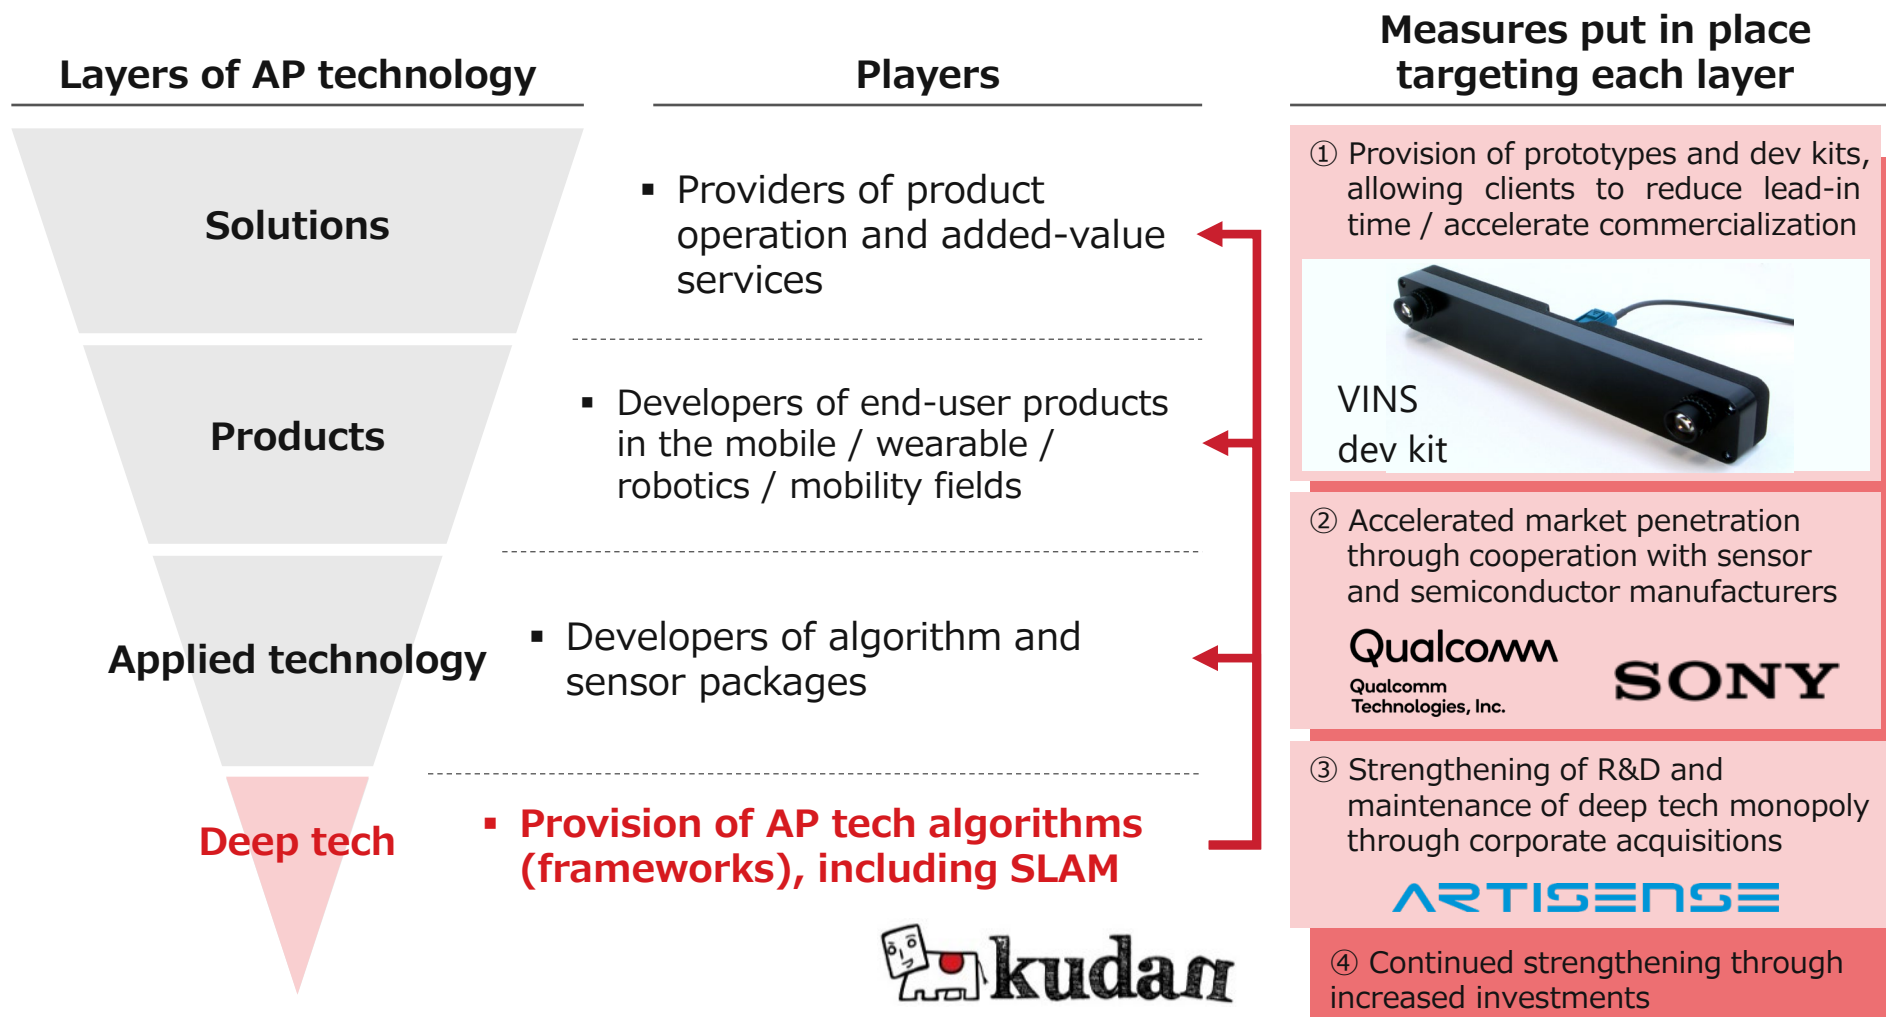 Layers of AP technology
Players
Measures put in place
targeting each layer
Solutions
▪ Providers of product
operation and added-value
services
① Provision of prototypes and dev kits,
allowing clients to reduce lead-in
time / accelerate commercialization
VINS
dev kit
Products
▪ Developers of end-user products
in the mobile / wearable /
robotics / mobility fields
② Accelerated market penetration
through cooperation with sensor
and semiconductor manufacturers
Qualcomm
Qualcomm
Technologies, Inc.
SONY
Applied technology
▪ Developers of algorithm and
sensor packages
③ Strengthening of R&D and
maintenance of deep tech monopoly
through corporate acquisitions
ARTISENSE
Deep tech
▪ Provision of AP tech algorithms
(frameworks), including SLAM
kudan
④ Continued strengthening through
increased investments